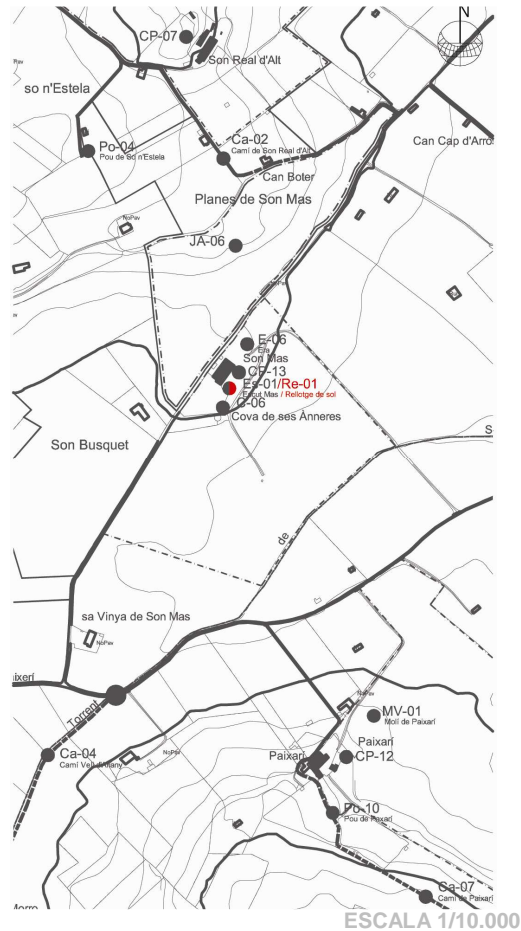 N
CP-07
Son Real d'Alt
so n'Estela
Ca-02
Camí de Son Real d'Alt
Can Cap d'Arro
Po-04
Pou de So n'Estela
Can Boter
Planes de Son Mas
NoPav
JA-06
E-06
Era
Son Mas
CP-13
Es-01/Re-01
Escut Mas / Rellotge de sol
C-06
Cova de ses Ànneres
Son Busquet
S
de
sa Vinya de Son Mas
NoPav
aixerí
Torrent
NoPav
MV-01
Molí de Paixarí
Ca-04
NoPav
Paixarí
Paixarí
CP-12
Po-10
Pou de Paixarí
Ca-07
Camí de Paixarí
ESCALA 1/10.000